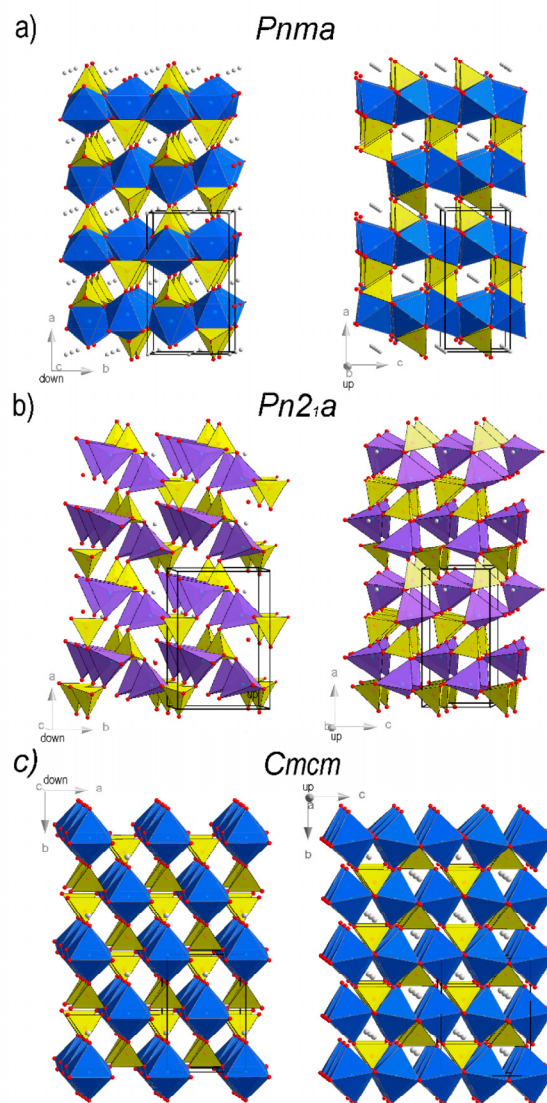 a) Pnma
a
c b
down
a
b c
up
b) Pn2₁a
up
a
c b
down
a
b c
up
c) Cmcm
down
c a
b
up
a c
b